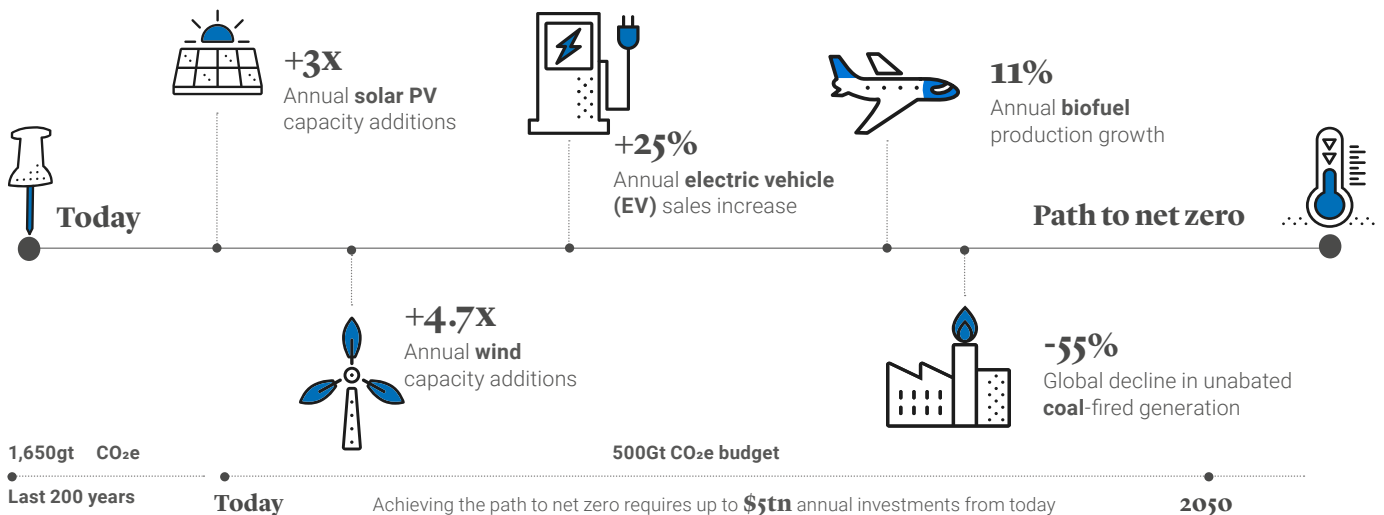 +3x
Annual solar PV
capacity additions
+25%
Annual electric vehicle
(EV) sales increase
11%
Annual biofuel
production growth
Today
Path to net zero
+4.7x
Annual wind
capacity additions
-55%
Global decline in unabated
coal-fired generation
1,650gt CO₂e
500Gt CO₂e budget
Last 200 years
Today
Achieving the path to net zero requires up to $5tn annual investments from today
2050